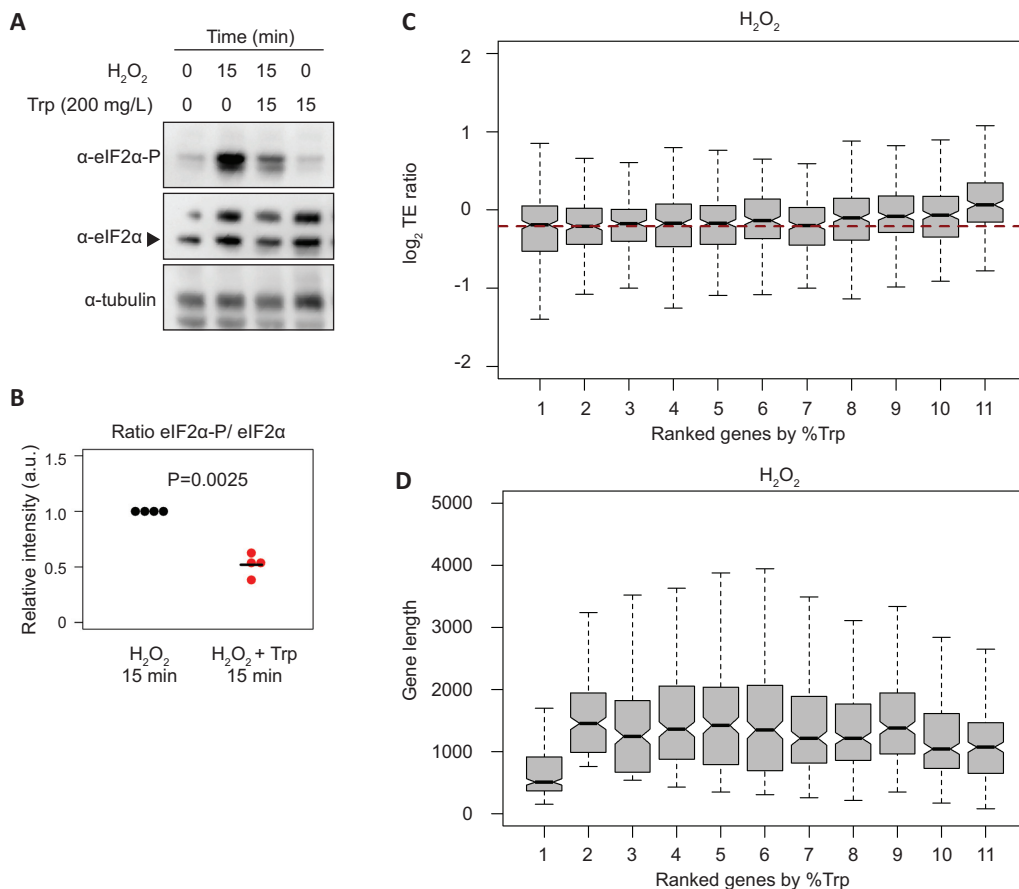 A
Time (min)
H₂O₂ 0 15 15 0
Trp (200 mg/L) 0 0 15 15
α-eIF2α-P
α-eIF2α
α-tubulin
B
Ratio eIF2α-P/ eIF2α
Relative intensity (a.u.)
1.5
1.0
0.5
0
P=0.0025
H₂O₂ H₂O₂ + Trp
15 min 15 min
C
H₂O₂
log₂ TE ratio
2
1
0
-1
-2
1 2 3 4 5 6 7 8 9 10 11
Ranked genes by %Trp
D
H₂O₂
Gene length
5000
4000
3000
2000
1000
0
1 2 3 4 5 6 7 8 9 10 11
Ranked genes by %Trp